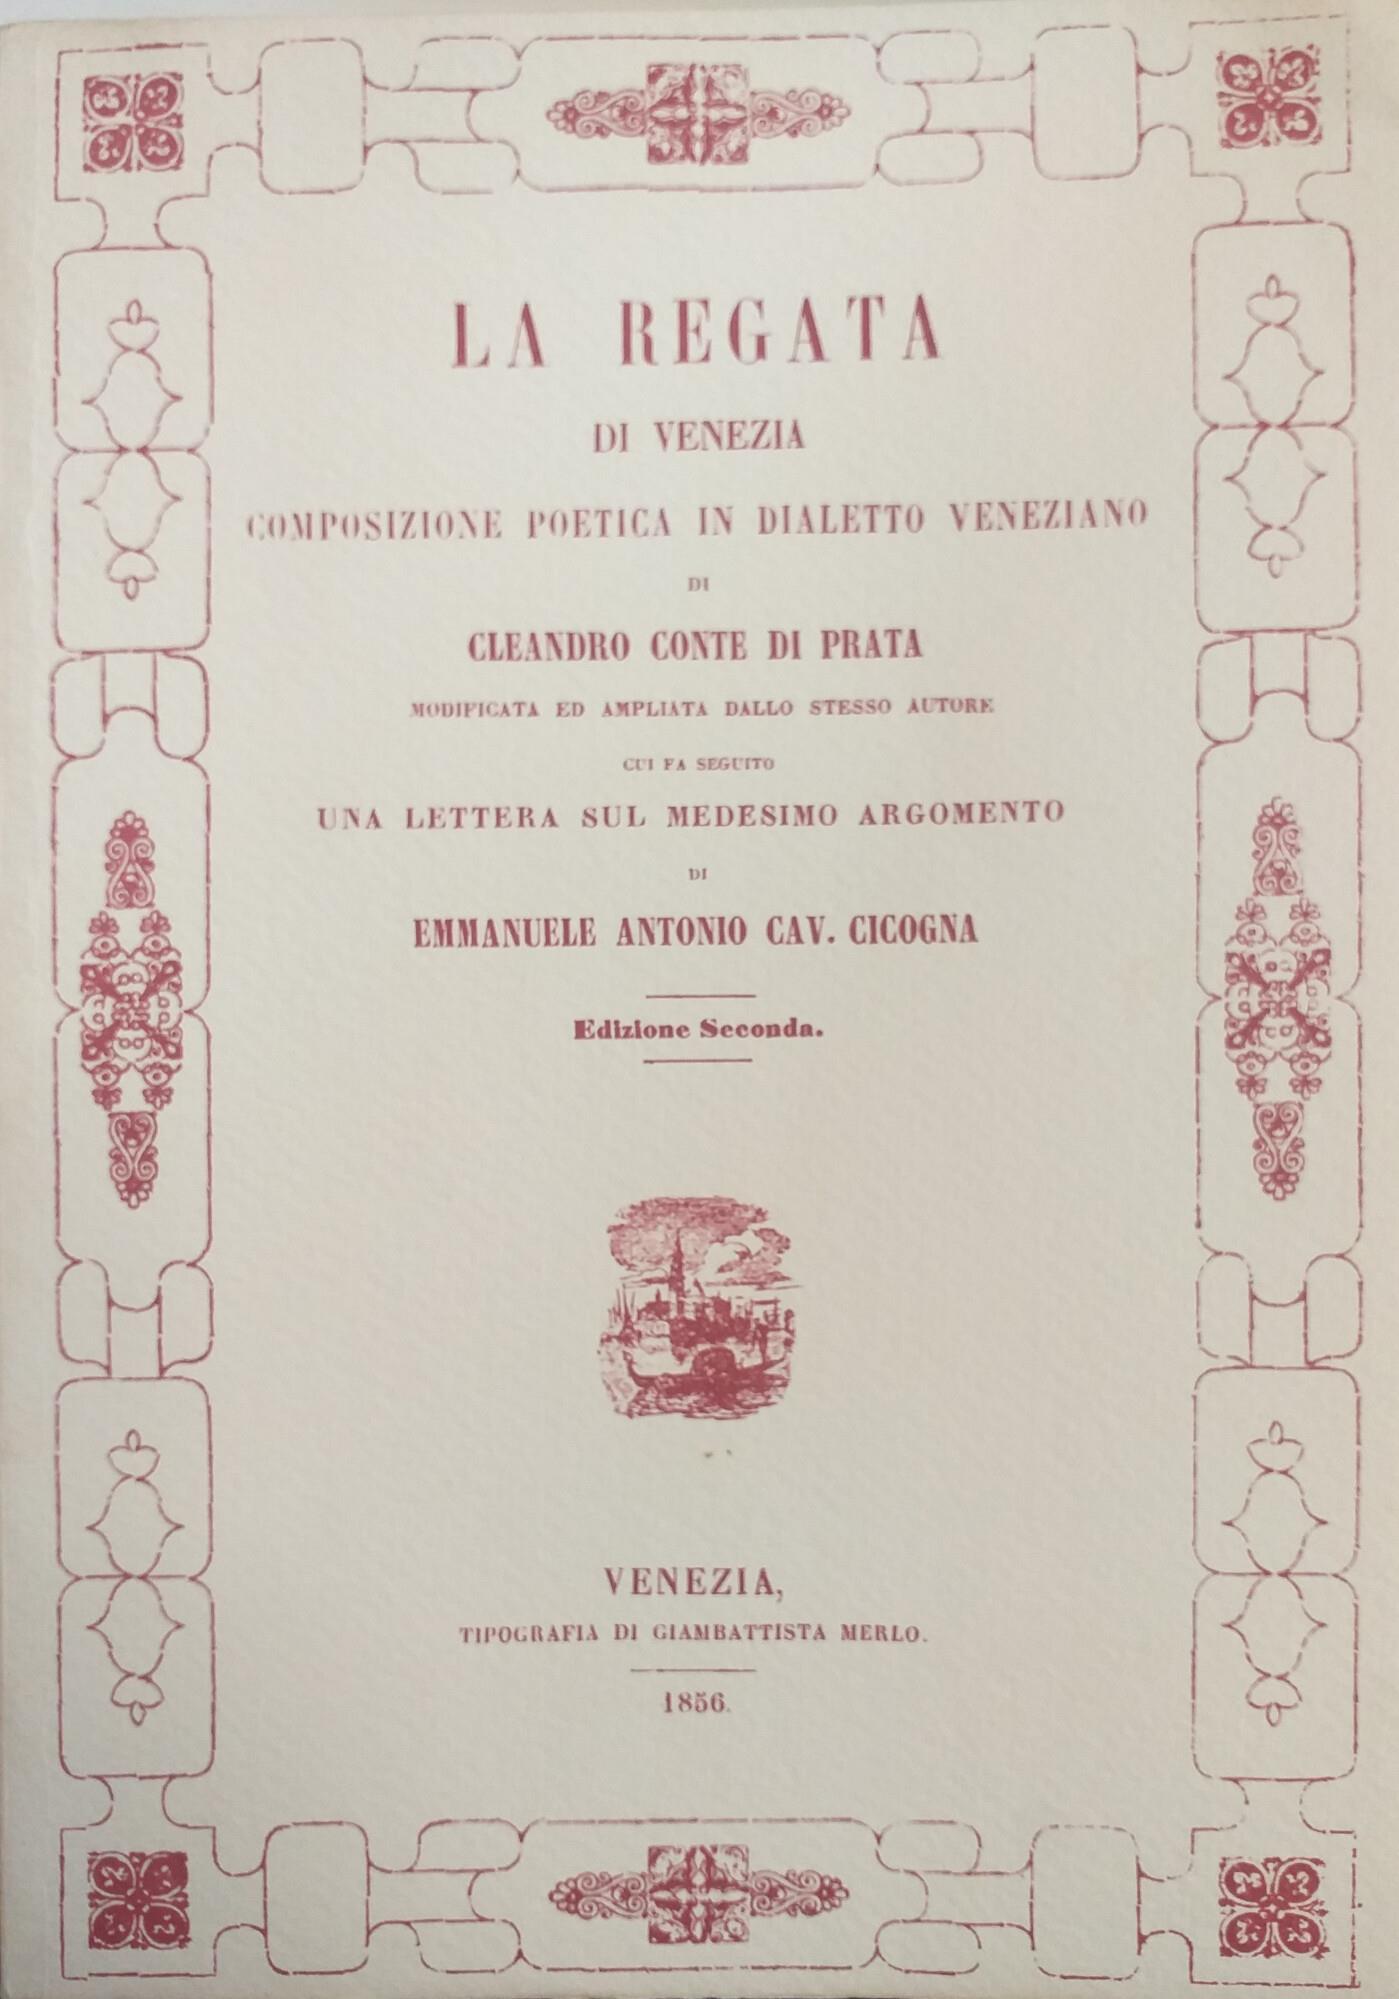 LA REGATA
DI VENEZIA
COMPOSIZIONE POETICA IN DIALETTO VENEZIANO
DI
CLEANDRO CONTE DI PRATA
MODIFICATA ED AMPLIATA DALLO STESSO AUTORE
CUI FA SEGUITO
UNA LETTERA SUL MEDESIMO ARGOMENTO
DI
EMMANUELE ANTONIO CAV. CICOGNA
Edizione Seconda.
VENEZIA,
TIPOGRAFIA DI GIAMBATTISTA MERLO.
1856.